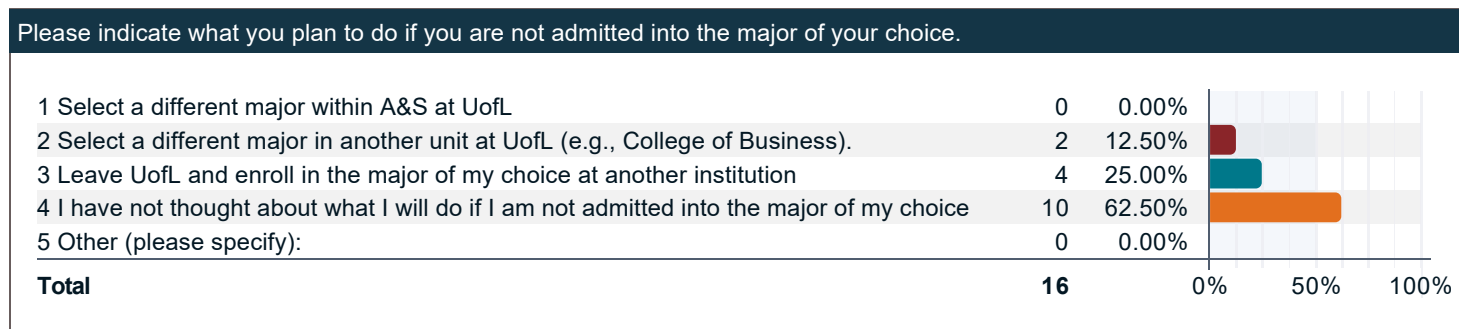 Please indicate what you plan to do if you are not admitted into the major of your choice.
1 Select a different major within A&S at UofL 0 0.00%
2 Select a different major in another unit at UofL (e.g., College of Business). 2 12.50%
3 Leave UofL and enroll in the major of my choice at another institution 4 25.00%
4 I have not thought about what I will do if I am not admitted into the major of my choice 10 62.50%
5 Other (please specify): 0 0.00%
Total 16 0% 50% 100%